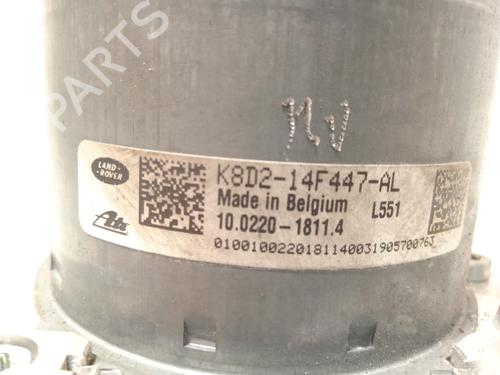 PARTS
N.V
LAND-
ROVER
K8D2-14F447-AL
Made in Belgium L551
Ate 10.0220-1811.4
0100100220181140031905700763